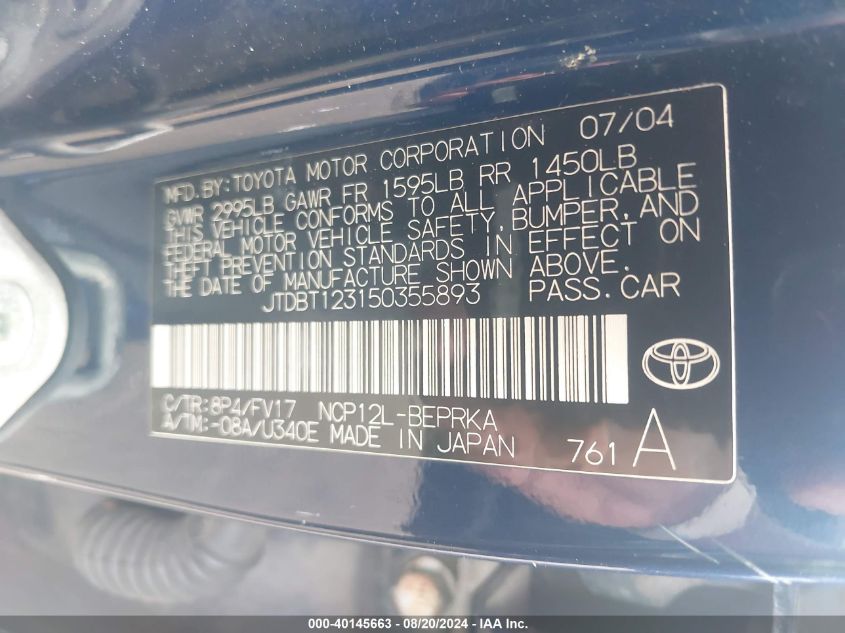 MFD. BY: TOYOTA MOTOR CORPORATION 07/04
GVWR 2995LB GAWR FR 1595LB RR 1450LB
THIS VEHICLE CONFORMS TO ALL APPLICABLE
FEDERAL MOTOR VEHICLE SAFETY, BUMPER, AND
THEFT PREVENTION STANDARDS IN EFFECT ON
THE DATE OF MANUFACTURE SHOWN ABOVE.
JTDBT123150355893 PASS. CAR
C/TR: 8P4/FV17 NCP12L-BEPRKA
A/TM: -08A/U340E MADE IN JAPAN 761 A
000-40145663 - 08/20/2024 - IAA Inc.